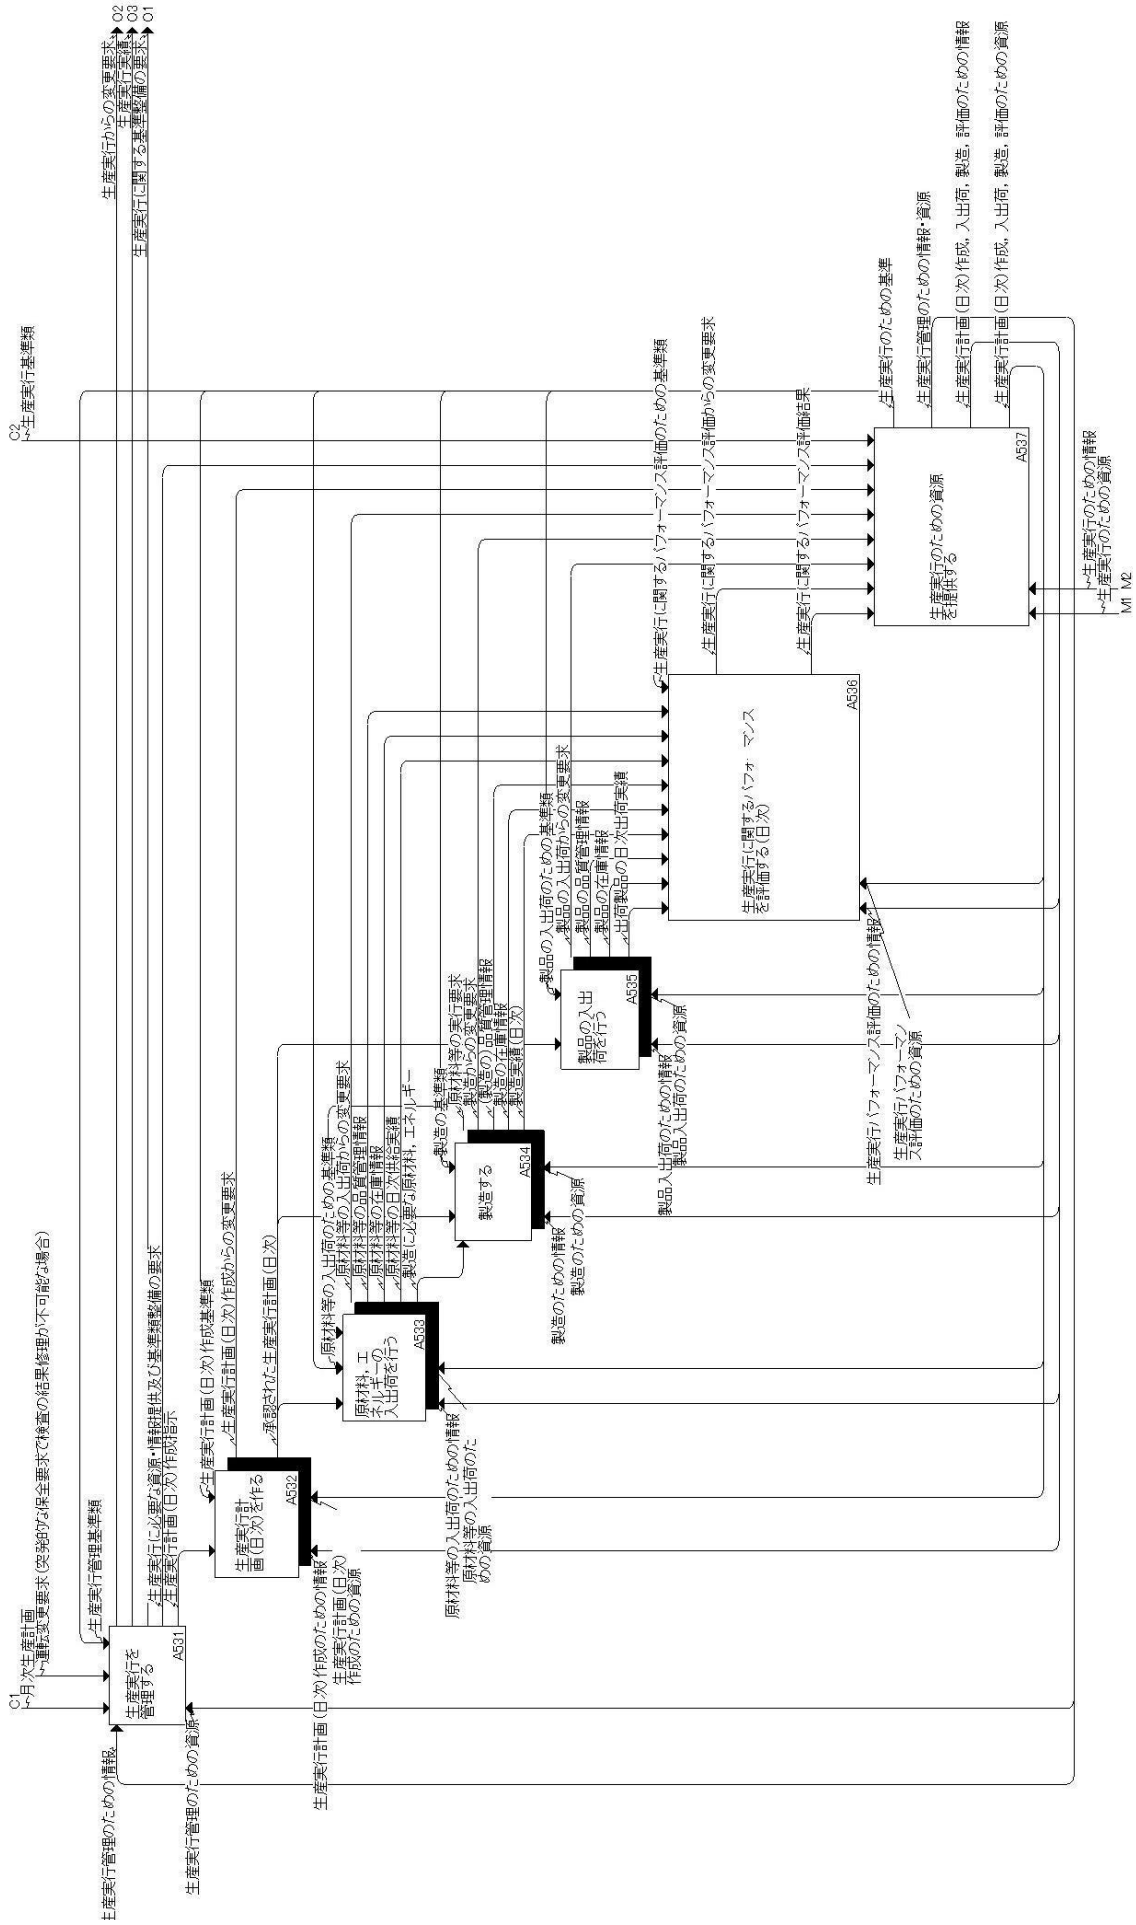 C1
月次生産計画
運転変更要求(突発的な保全要求で検査の結果修理が不可能な場合)
C2
生産実行基準類
生産実行からの変更要求
O2
生産実行実績
O3
生産実行に関する基準整備の要求
O1
生産実行管理基準類
生産実行管理のための情報
生産実行を
管理する
A531
生産実行管理のための資源
生産実行に必要な資源・情報提供及び基準類整備の要求
生産実行計画(日次)作成指示
生産実行計画(日次)作成基準類
生産実行計画(日次)作成からの変更要求
承認された生産実行計画(日次)
生産実行計
画(日次)を作る
A532
生産実行計画(日次)作成のための情報
生産実行計画(日次)
作成のための資源
原材料等の入出荷のための基準類
原材料等の入出荷からの変更要求
原材料等の品質管理情報
原材料等の在庫情報
原材料等の日次供給実績
製造に必要な原材料,エネルギー
原材料,エ
ネルギーの
入出荷を行う
A533
原材料等の入出荷のための情報
原材料等の入出荷のた
めの資源
製造の基準類
原材料等の実行要求
製造からの変更要求
(製造の)品質管理情報
製造の在庫情報
製造実績(日次)
製造する
A534
製造のための情報
製造のための資源
製品の入出荷のための基準類
製品の入出荷からの変更要求
製品の品質管理情報
製品の在庫情報
出荷製品の日次出荷実績
製品の入出
荷を行う
A535
製品入出荷のための情報
製品入出荷のための資源
生産実行に関するパフォーマンス評価のための基準類
生産実行に関するパフォーマンス評価からの変更要求
生産実行に関するパフォーマンス評価結果
生産実行に関するパフォーマンス
を評価する(日次)
A536
生産実行パフォーマンス評価のための情報
生産実行パフォーマン
ス評価のための資源
生産実行のための基準
生産実行管理のための情報・資源
生産実行計画(日次)作成,入出荷,製造,評価のための情報
生産実行計画(日次)作成,入出荷,製造,評価のための資源
生産実行のための資源
を提供する
A537
生産実行のための情報
生産実行のための資源
M1 M2